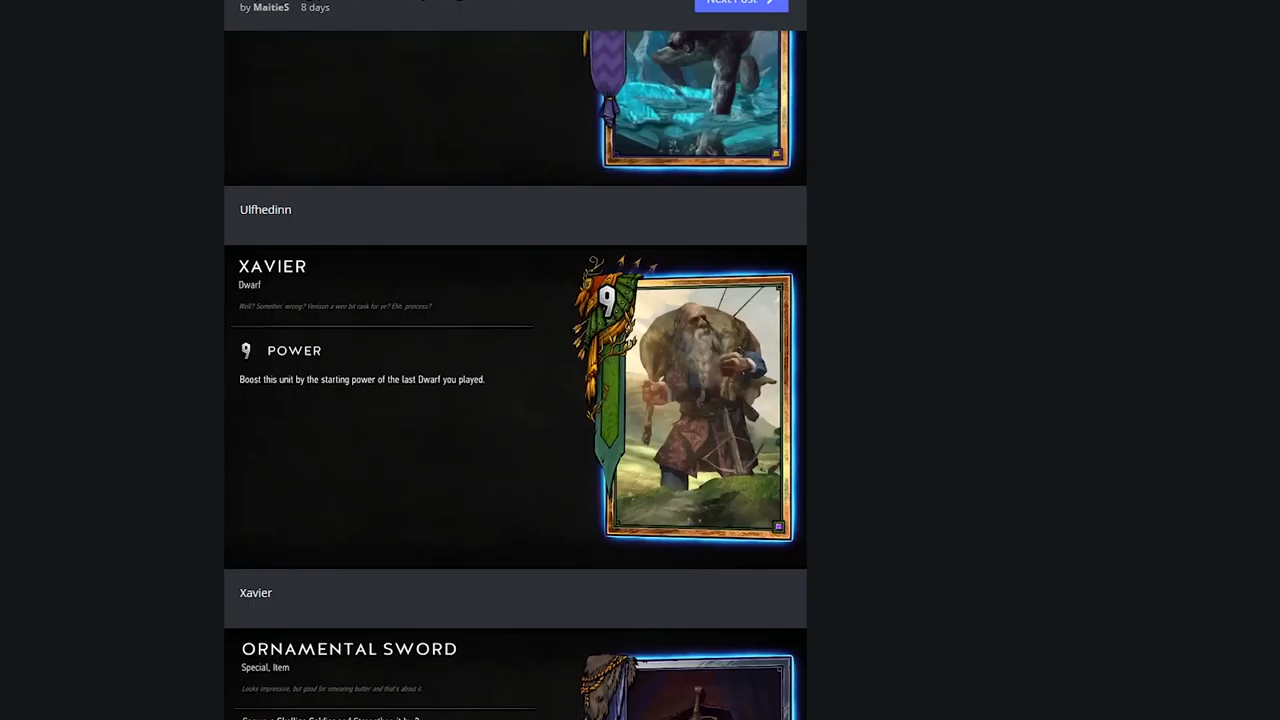 by MaitieS 8 days
Next Post
Ulfhedinn
XAVIER
Dwarf
Well? Somethin' wrong? Venison a wee bit rank for ye? Ehh, princess?
9
9 POWER
Boost this unit by the starting power of the last Dwarf you played.
Xavier
ORNAMENTAL SWORD
Special, Item
Looks impressive, but good for smearing butter and that's about it.